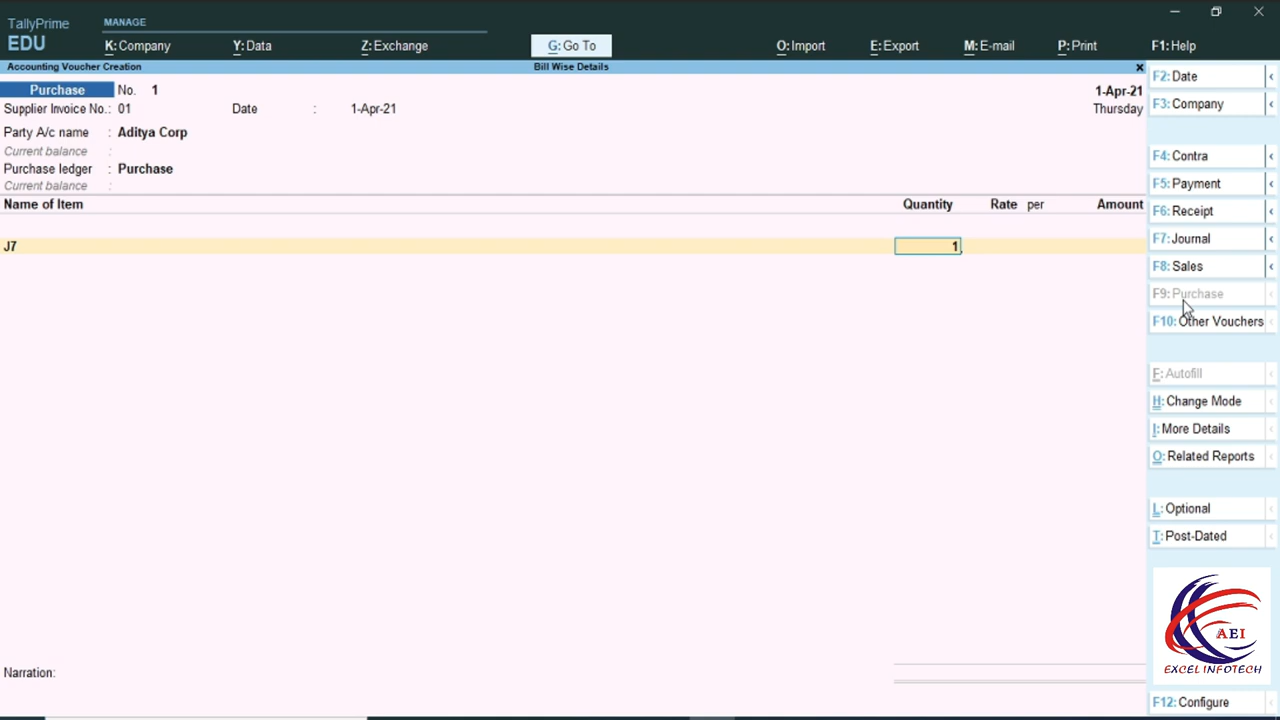 TallyPrime
EDU
MANAGE
K: Company
Y: Data
Z: Exchange
G: Go To
O: Import
E: Export
M: E-mail
P: Print
F1: Help
Accounting Voucher Creation
Bill Wise Details
x
Purchase No. 1
1-Apr-21
Supplier Invoice No.: 01 Date : 1-Apr-21
Thursday
Party A/c name : Aditya Corp
Current balance :
Purchase ledger : Purchase
Current balance :
Name of Item Quantity Rate per Amount
J7 1
Narration:
F2: Date
F3: Company
F4: Contra
F5: Payment
F6: Receipt
F7: Journal
F8: Sales
F9: Purchase
F10: Other Vouchers
F: Autofill
H: Change Mode
I: More Details
O: Related Reports
L: Optional
T: Post-Dated
AEI
EXCEL INFOTECH
F12: Configure